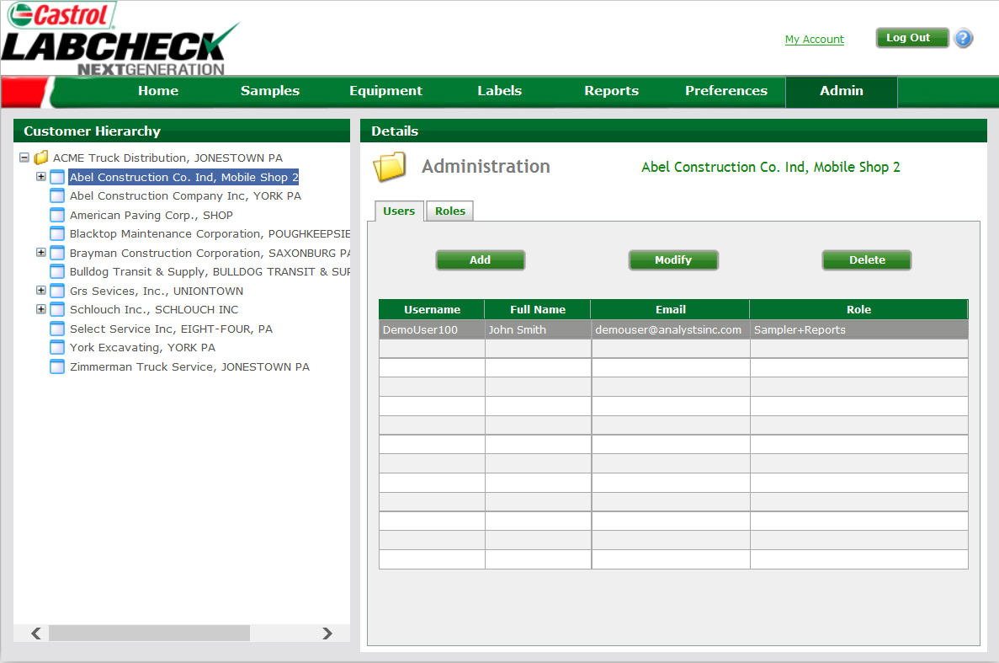 Castrol
LABCHECK
NEXTGENERATION
My Account
Log Out
?
Home Samples Equipment Labels Reports Preferences Admin
Customer Hierarchy
ACME Truck Distribution, JONESTOWN PA
Abel Construction Co. Ind, Mobile Shop 2
Abel Construction Company Inc, YORK PA
American Paving Corp., SHOP
Blacktop Maintenance Corporation, POUGHKEEPSIE
Brayman Construction Corporation, SAXONBURG PA
Bulldog Transit & Supply, BULLDOG TRANSIT & SUP
Grs Sevices, Inc., UNIONTOWN
Schlouch Inc., SCHLOUCH INC
Select Service Inc, EIGHT-FOUR, PA
York Excavating, YORK PA
Zimmerman Truck Service, JONESTOWN PA
Details
Administration
Abel Construction Co. Ind, Mobile Shop 2
Users Roles
Add Modify Delete
Username Full Name Email Role
DemoUser100 John Smith demouser@analystsinc.com Sampler+Reports